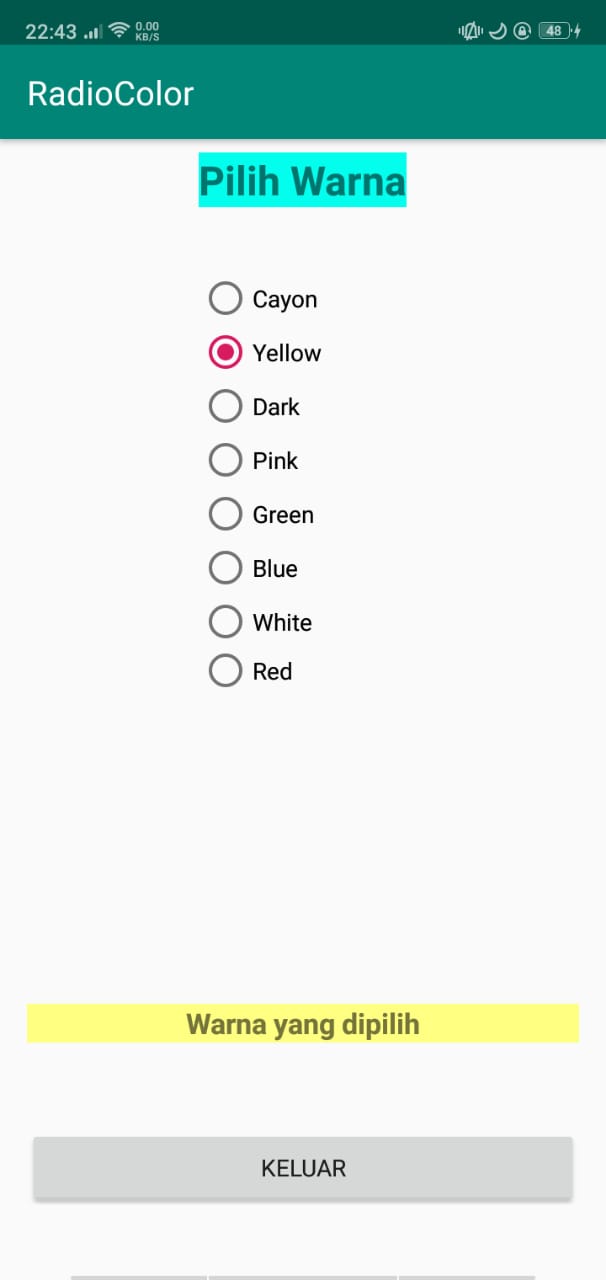 22:43 0.00 KB/S 48
RadioColor
Pilih Warna
Cayon
Yellow
Dark
Pink
Green
Blue
White
Red
Warna yang dipilih
KELUAR